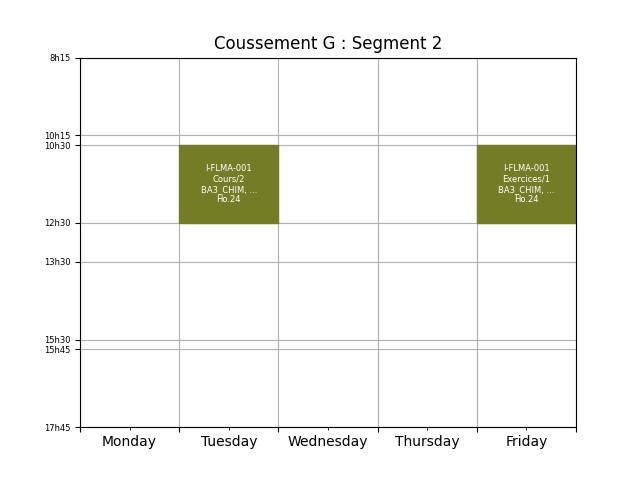 Coussement G : Segment 2
8h15
10h15
10h30
I-FLMA-001
Cours/2
BA3_CHIM, ...
Ho.24
I-FLMA-001
Exercices/1
BA3_CHIM, ...
Ho.24
12h30
13h30
15h30
15h45
17h45
Monday Tuesday Wednesday Thursday Friday